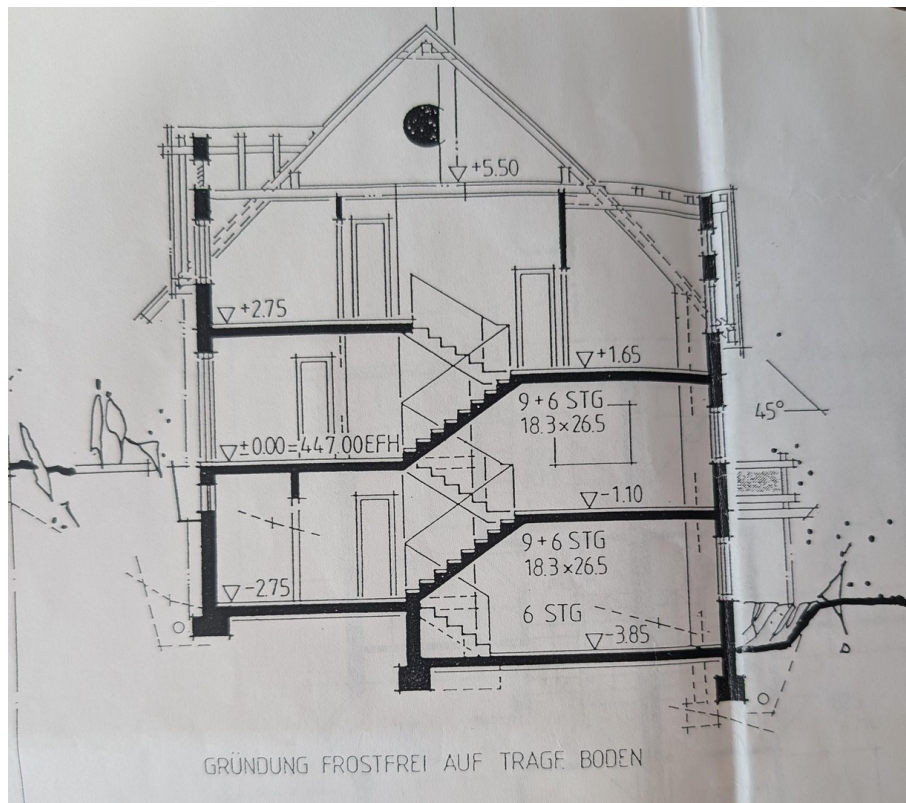 +5.50
+2.75
+1.65
9+6 STG
18.3×26.5
45°
±0.00=447.00EFH
-1.10
9+6 STG
18.3×26.5
-2.75
6 STG
-3.85
GRÜNDUNG FROSTFREI AUF TRAGF. BODEN